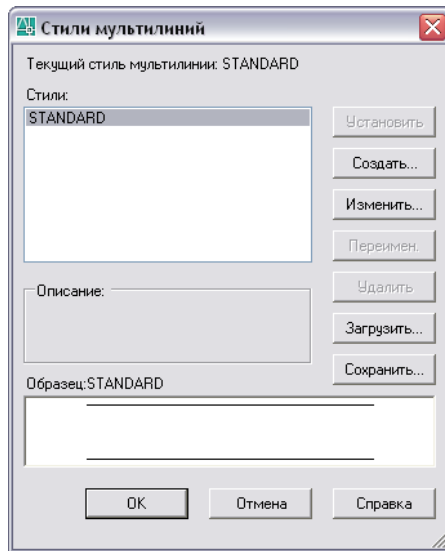 Стили мультилиний
Текущий стиль мультилинии: STANDARD
Стили:
STANDARD
Установить
Создать...
Изменить...
Переимен.
Удалить
Загрузить...
Сохранить...
Описание:
Образец:STANDARD
OK
Отмена
Справка